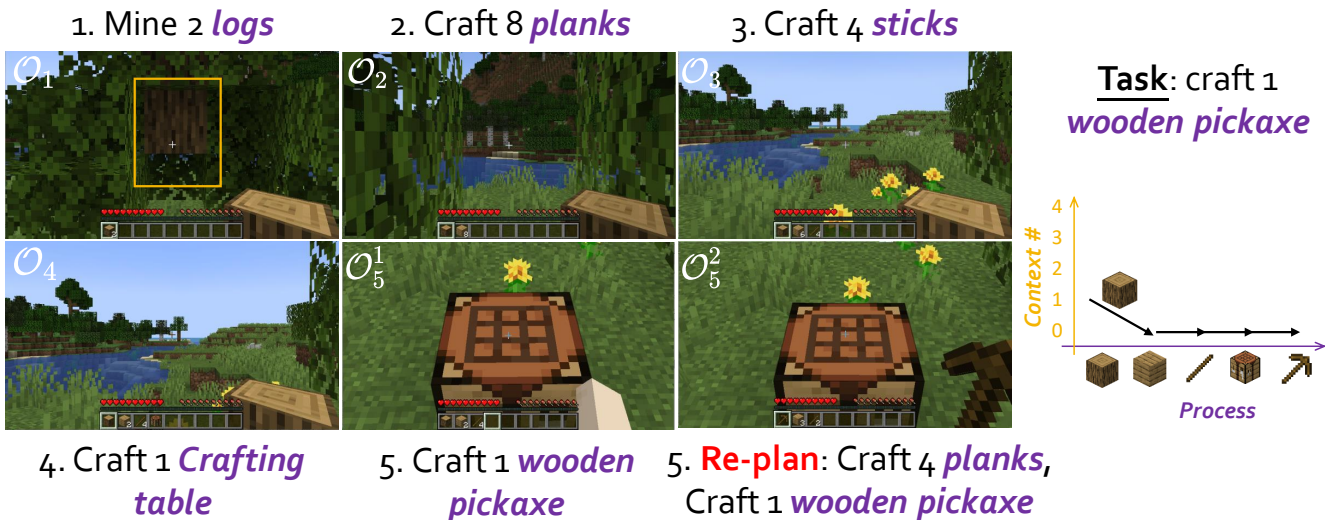 1. Mine 2 logs
2. Craft 8 planks
3. Craft 4 sticks
Task: craft 1
wooden pickaxe
O₁
O₂
O₃
O₄
O₅¹
O₅²
4. Craft 1 Crafting
table
5. Craft 1 wooden
pickaxe
5. Re-plan: Craft 4 planks,
Craft 1 wooden pickaxe
Context #
4
3
2
1
0
Process